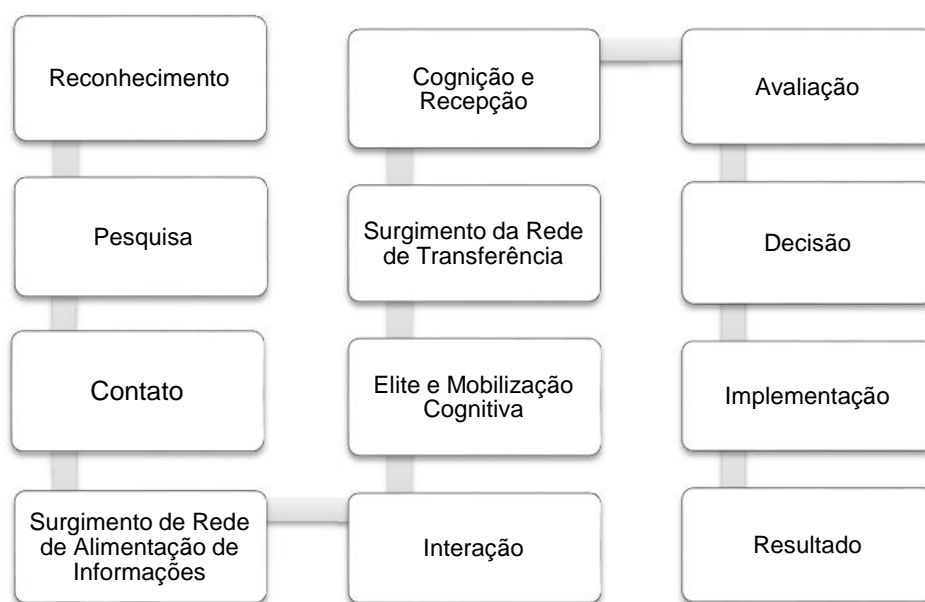 Reconhecimento
Pesquisa
Contato
Surgimento de Rede
de Alimentação de
Informações
Interação
Elite e Mobilização
Cognitiva
Surgimento da Rede
de Transferência
Cognição e
Recepção
Avaliação
Decisão
Implementação
Resultado